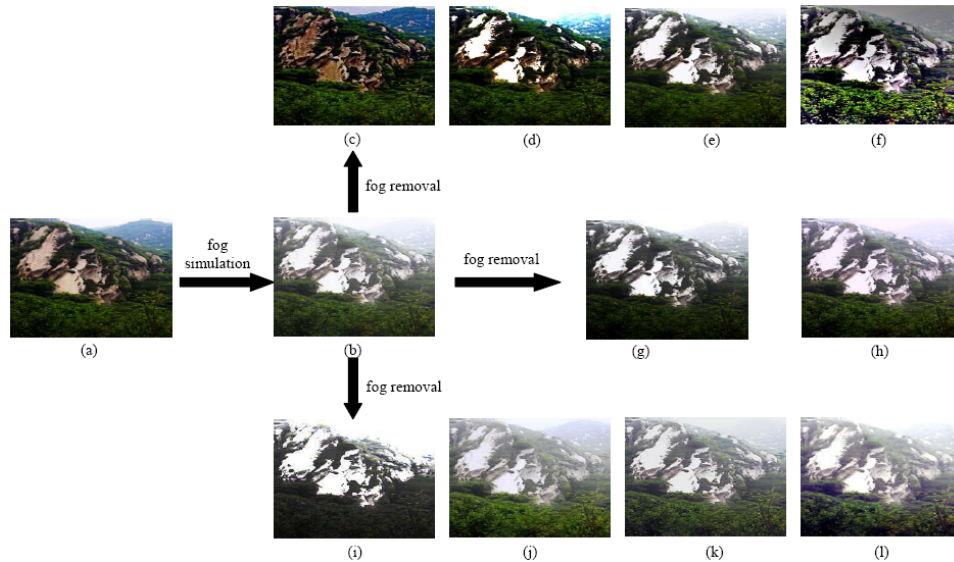 (c)
(d)
(e)
(f)
fog removal
fog
simulation
fog removal
(a)
(b)
(g)
(h)
fog removal
(i)
(j)
(k)
(l)